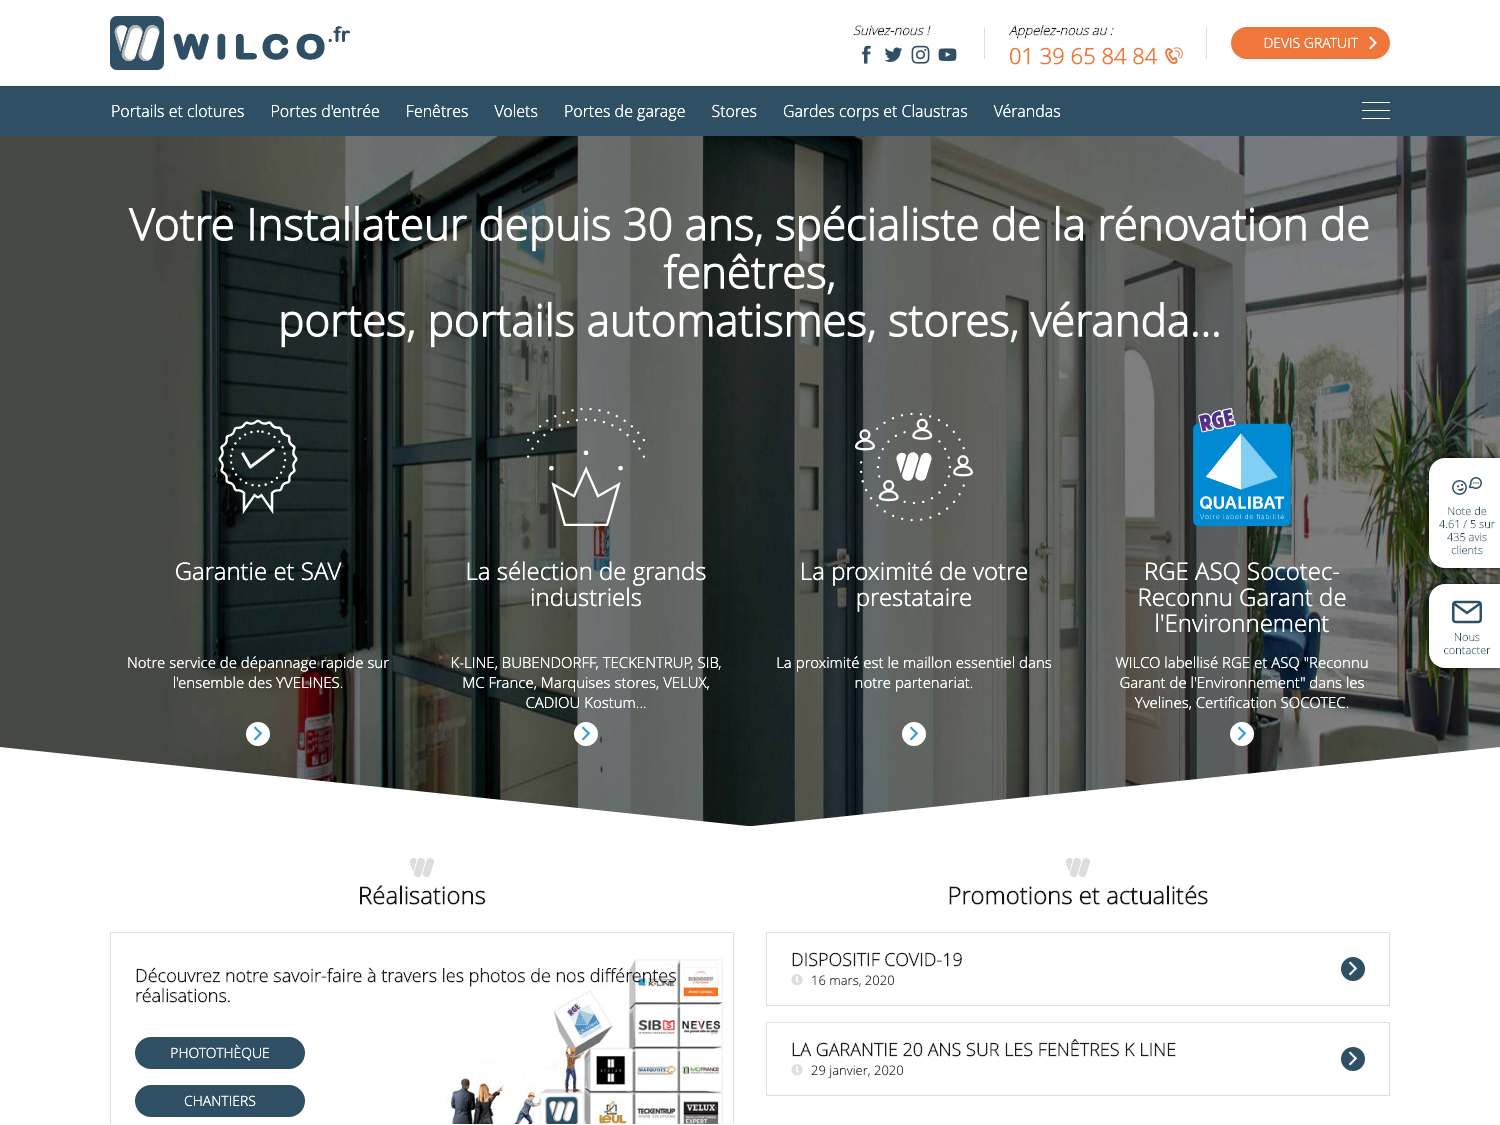 WILCO.fr
Suivez-nous !
Appelez-nous au :
01 39 65 84 84
DEVIS GRATUIT
Portails et clotures
Portes d'entrée
Fenêtres
Volets
Portes de garage
Stores
Gardes corps et Claustras
Vérandas
Votre Installateur depuis 30 ans, spécialiste de la rénovation de
fenêtres,
portes, portails automatismes, stores, véranda...
Garantie et SAV
Notre service de dépannage rapide sur
l'ensemble des YVELINES.
La sélection de grands
industriels
K-LINE, BUBENDORFF, TECKENTRUP, SIB,
MC France, Marquises stores, VELUX,
CADIOU Kostum...
La proximité de votre
prestataire
La proximité est le maillon essentiel dans
notre partenariat.
RGE
QUALIBAT
Votre label de fiabilité
RGE ASQ Socotec-
Reconnu Garant de
l'Environnement
WILCO labellisé RGE et ASQ "Reconnu
Garant de l'Environnement" dans les
Yvelines, Certification SOCOTEC.
Note de
4.61 / 5 sur
435 avis
clients
Nous
contacter
Réalisations
Découvrez notre savoir-faire à travers les photos de nos différentes
réalisations.
PHOTOTHÈQUE
CHANTIERS
RGE
K-LINE
SIB
NEVES
MARQUISES
MCFRANCE
LEUL
TECKENTRUP
VELUX
EXPERT
Promotions et actualités
DISPOSITIF COVID-19
16 mars, 2020
LA GARANTIE 20 ANS SUR LES FENÊTRES K LINE
29 janvier, 2020